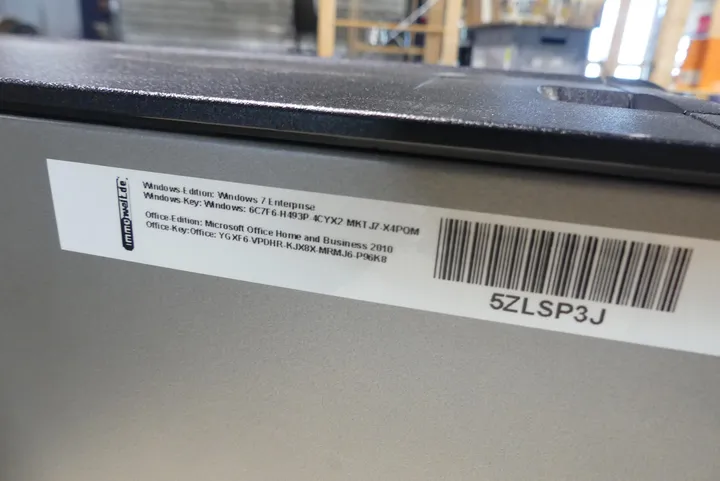 immowelt.de
Windows-Edition: Windows 7 Enterprise
Windows-Key: Windows: 6C7F6-H493P-4CYX2-MKTJ7-X4POM
Office-Edition: Microsoft Office Home and Business 2010
Office-Key:Office: YGXF6-VPDHR-KJX8X-MRMJ6-P96K8
5ZLSP3J